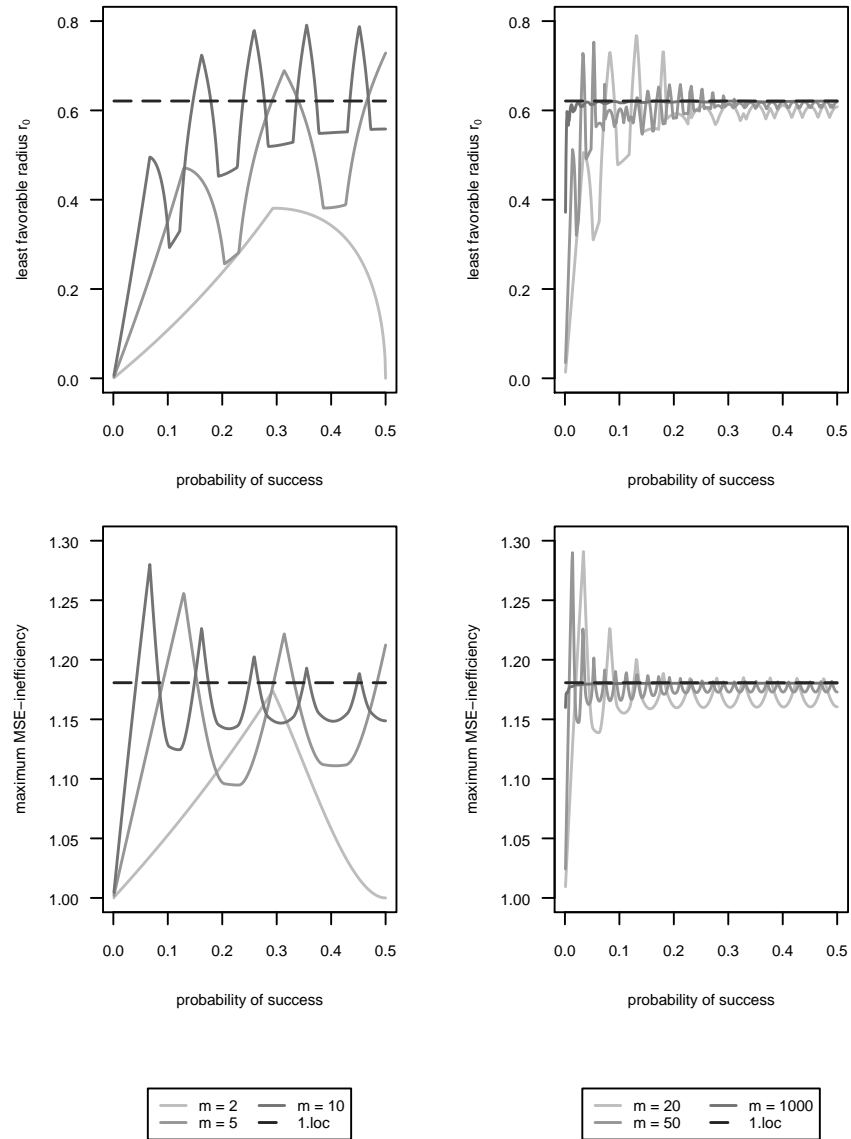 0.8
0.6
0.4
0.2
0.0
least favorable radius r0
0.0 0.1 0.2 0.3 0.4 0.5
probability of success
0.8
0.6
0.4
0.2
0.0
least favorable radius r0
0.0 0.1 0.2 0.3 0.4 0.5
probability of success
1.30
1.25
1.20
1.15
1.10
1.05
1.00
maximum MSE−inefficiency
0.0 0.1 0.2 0.3 0.4 0.5
probability of success
1.30
1.25
1.20
1.15
1.10
1.05
1.00
maximum MSE−inefficiency
0.0 0.1 0.2 0.3 0.4 0.5
probability of success
m = 2 m = 10
m = 5 1.loc
m = 20 m = 1000
m = 50 1.loc